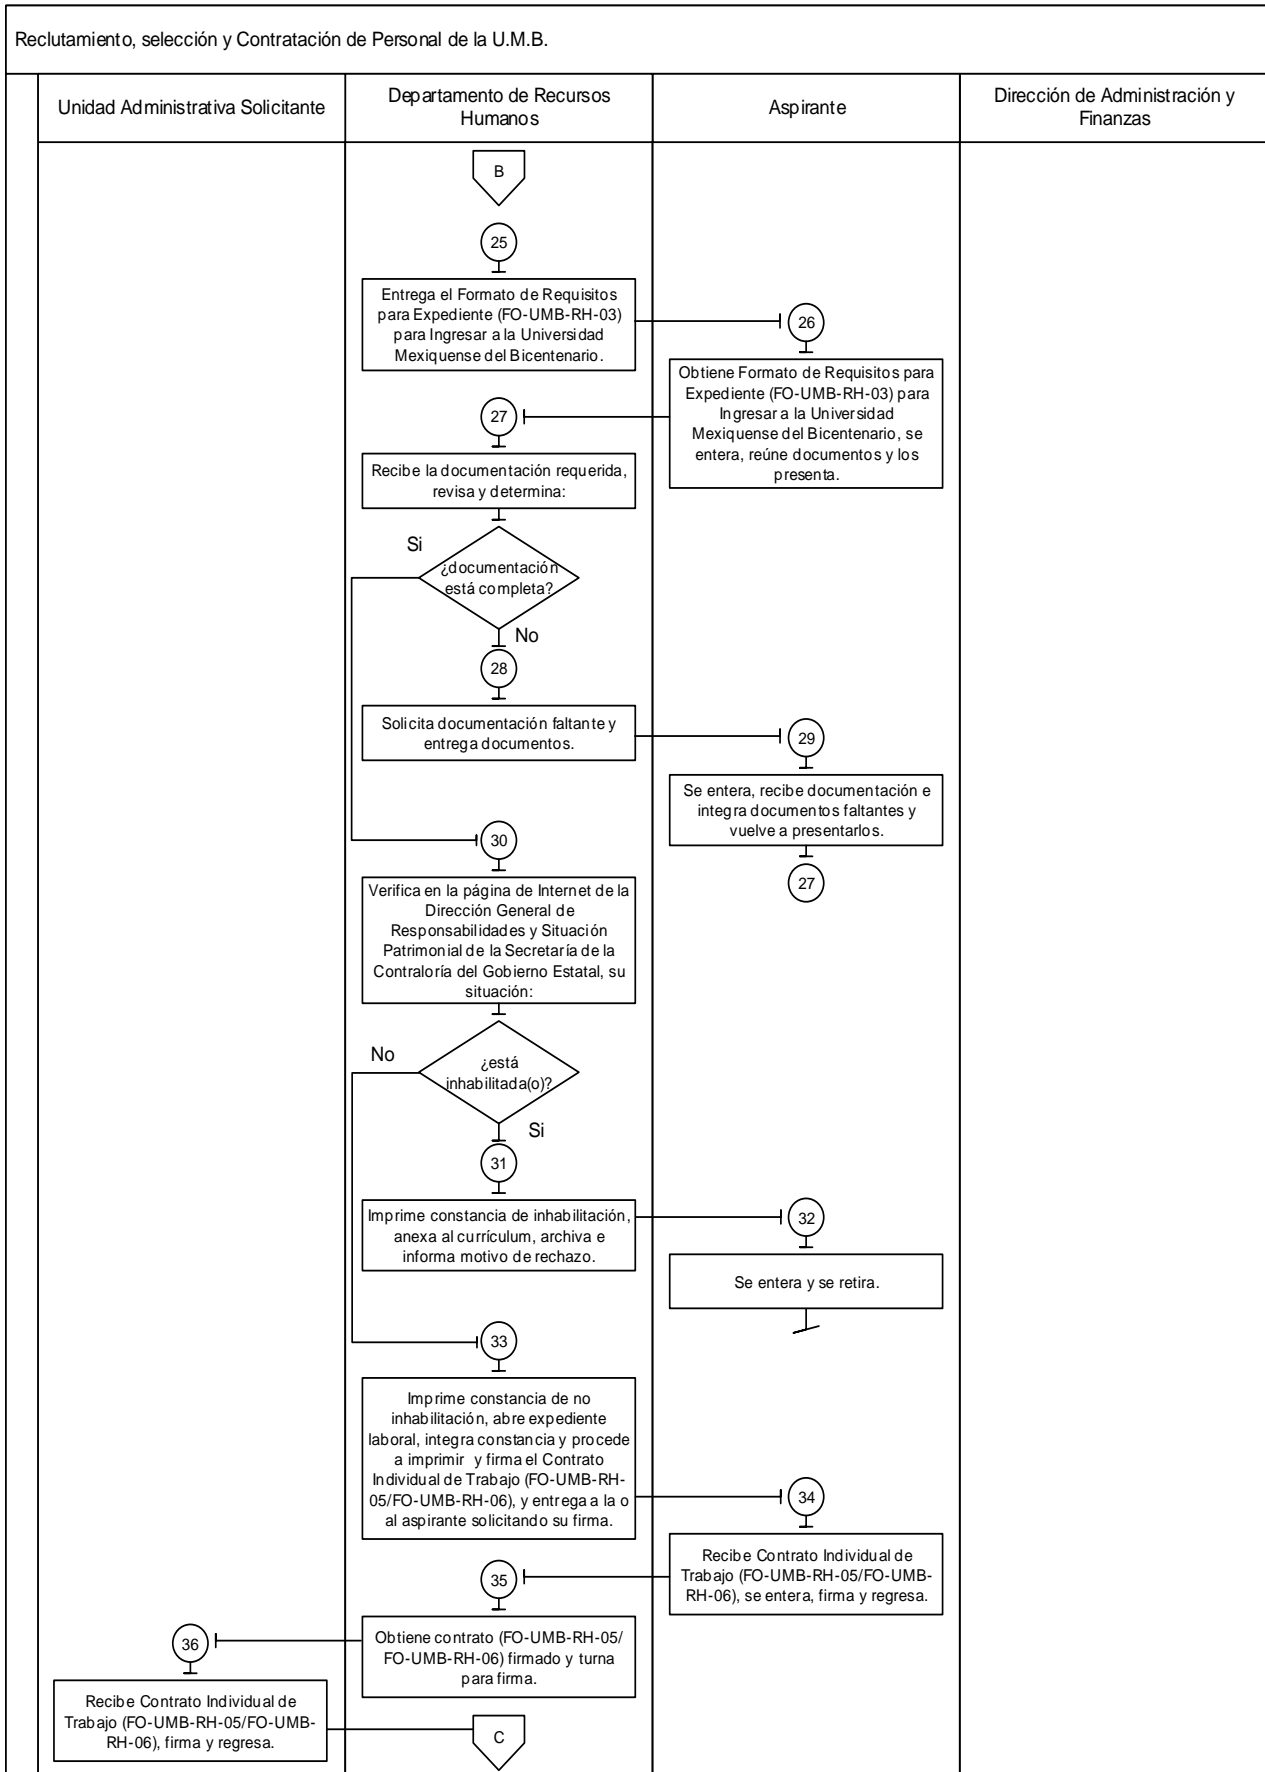 Reclutamiento, selección y Contratación de Personal de la U.M.B.
Unidad Administrativa Solicitante
Departamento de Recursos
Humanos
Aspirante
Dirección de Administración y
Finanzas
B
25
Entrega el Formato de Requisitos
para Expediente (FO-UMB-RH-03)
para Ingresar a la Universidad
Mexiquense del Bicentenario.
26
Obtiene Formato de Requisitos para
Expediente (FO-UMB-RH-03) para
Ingresar a la Universidad
Mexiquense del Bicentenario, se
entera, reúne documentos y los
presenta.
27
Recibe la documentación requerida,
revisa y determina:
Si
¿documentación
está completa?
No
28
Solicita documentación faltante y
entrega documentos.
29
Se entera, recibe documentación e
integra documentos faltantes y
vuelve a presentarlos.
27
30
Verifica en la página de Internet de la
Dirección General de
Responsabilidades y Situación
Patrimonial de la Secretaría de la
Contraloría del Gobierno Estatal, su
situación:
No
¿está
inhabilitada(o)?
Si
31
Imprime constancia de inhabilitación,
anexa al currículum, archiva e
informa motivo de rechazo.
32
Se entera y se retira.
33
Imprime constancia de no
inhabilitación, abre expediente
laboral, integra constancia y procede
a imprimir y firma el Contrato
Individual de Trabajo (FO-UMB-RH-
05/FO-UMB-RH-06), y entrega a la o
al aspirante solicitando su firma.
34
Recibe Contrato Individual de
Trabajo (FO-UMB-RH-05/FO-UMB-
RH-06), se entera, firma y regresa.
35
Obtiene contrato (FO-UMB-RH-05/
FO-UMB-RH-06) firmado y turna
para firma.
36
Recibe Contrato Individual de
Trabajo (FO-UMB-RH-05/FO-UMB-
RH-06), firma y regresa.
C